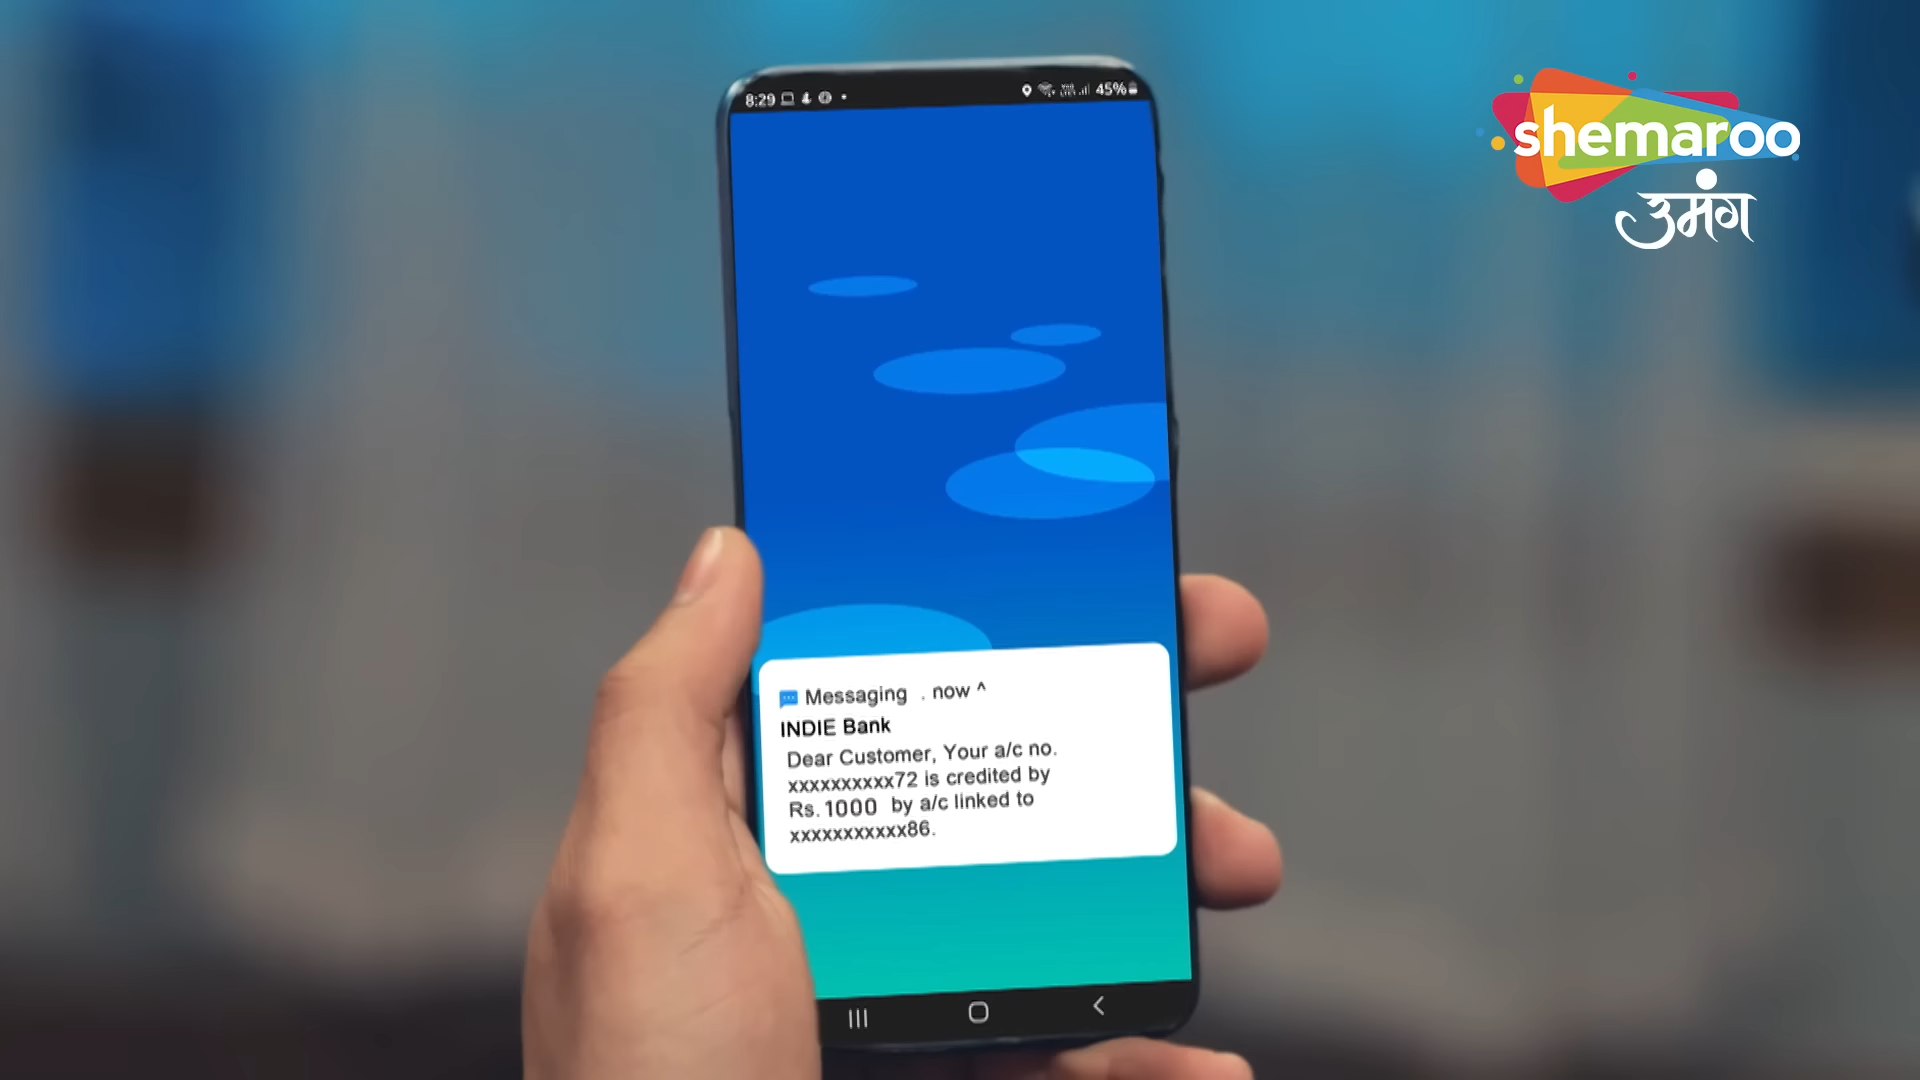 8:29
45%
shemaroo
उमंग
Messaging . now ^
INDIE Bank
Dear Customer, Your a/c no.
xxxxxxxxxx72 is credited by
Rs. 1000 by a/c linked to
xxxxxxxxxxx86.